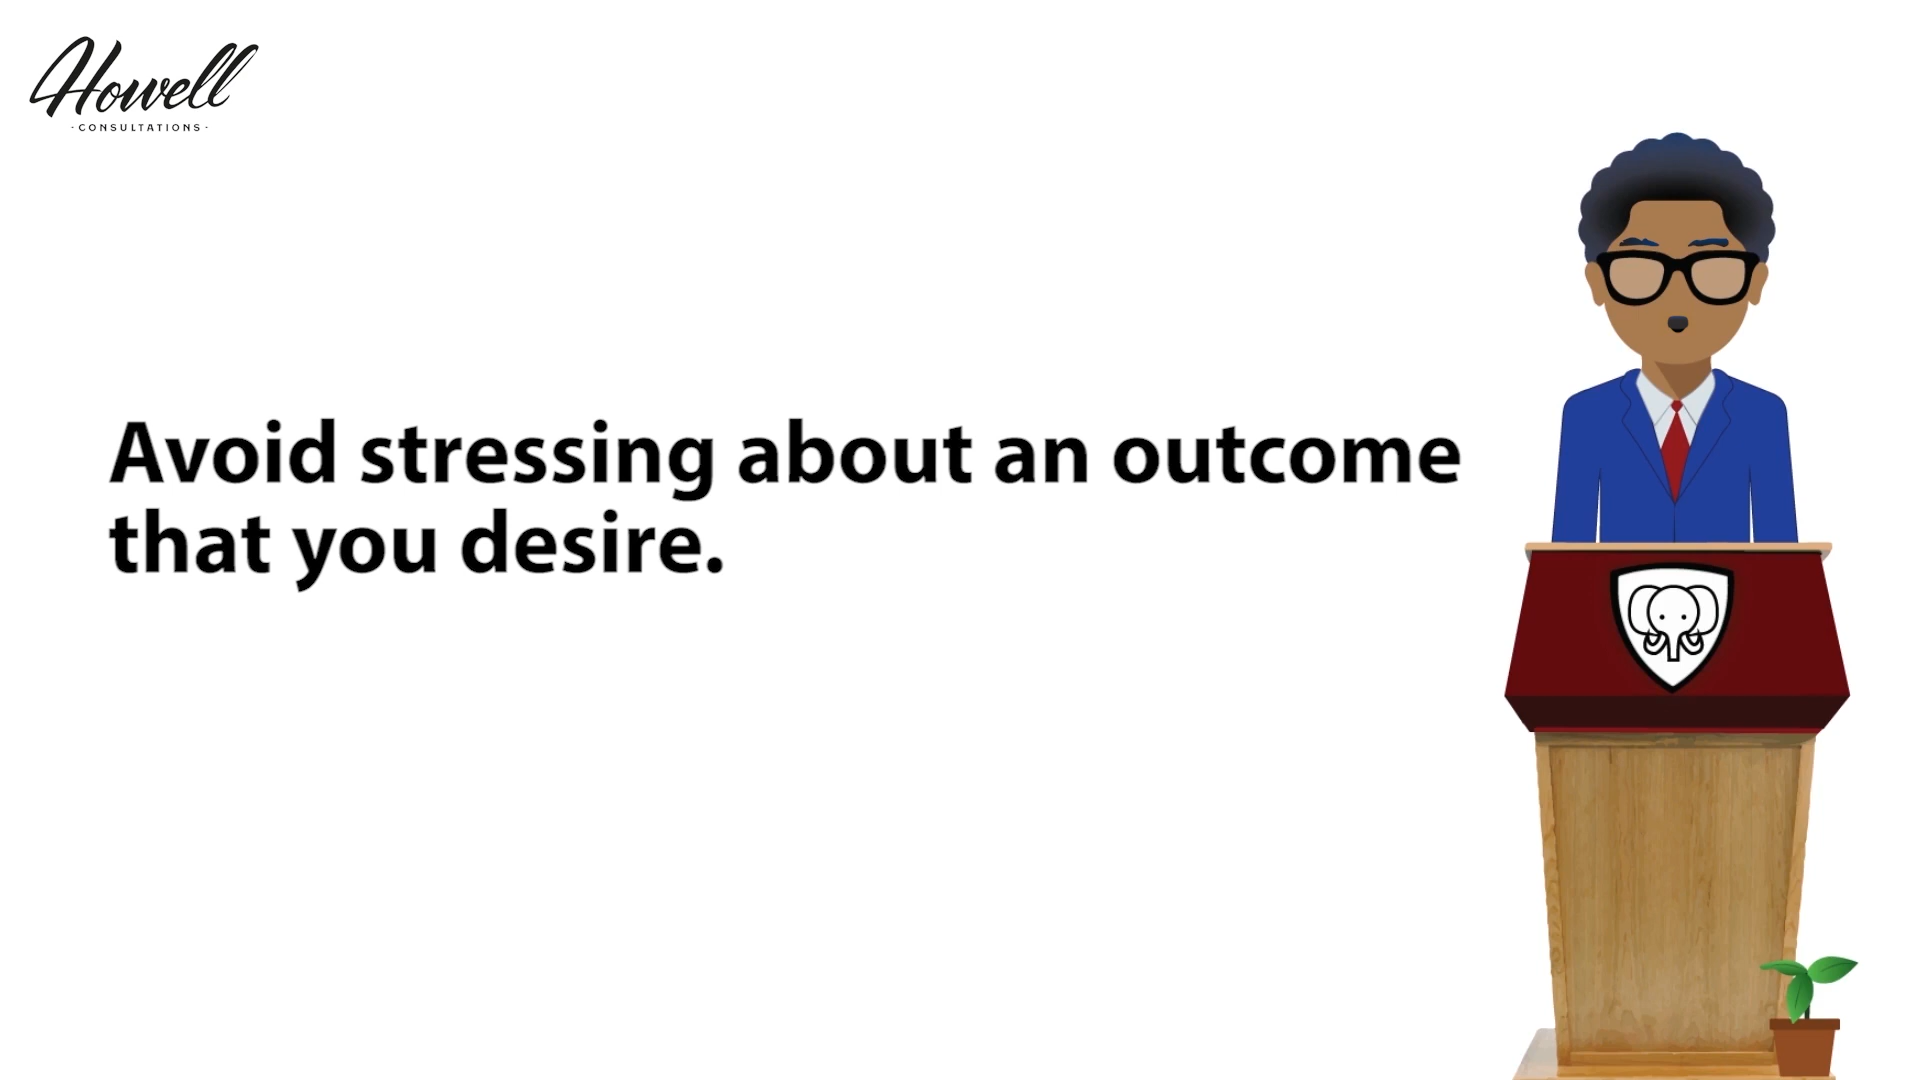 Howell
·CONSULTATIONS·
Avoid stressing about an outcome
that you desire.